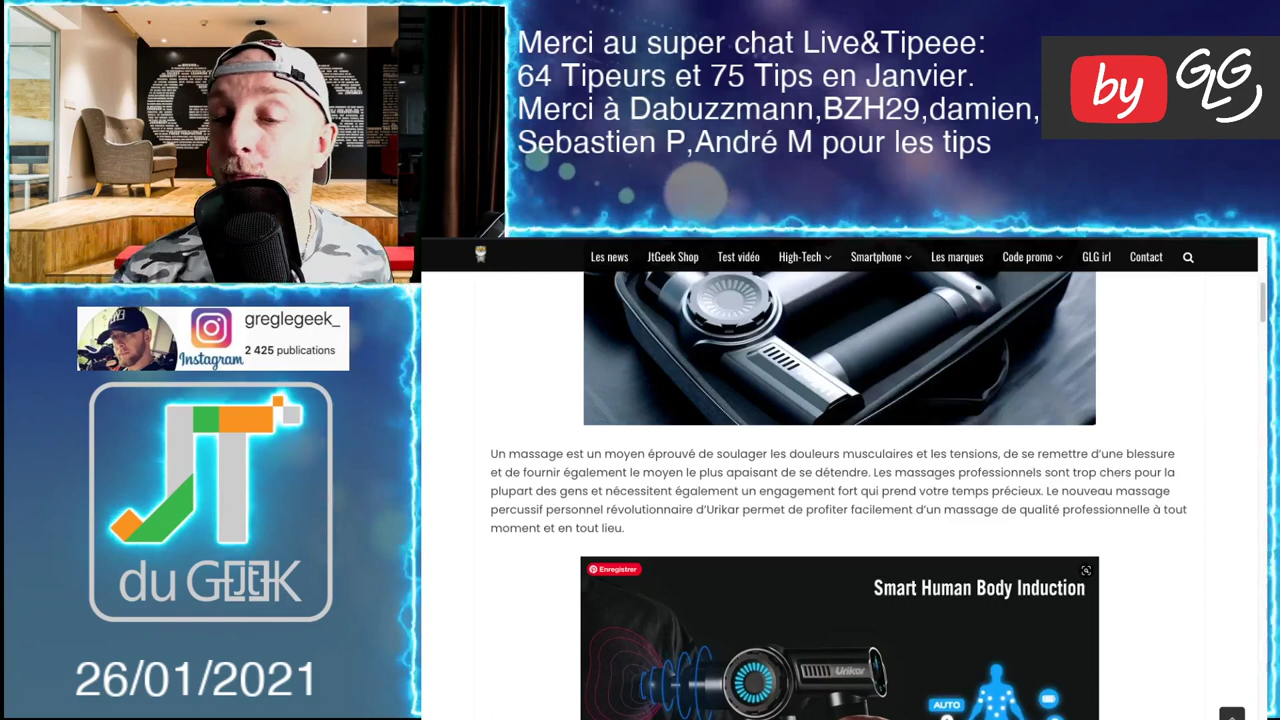 Merci au super chat Live&Tipeee:
64 Tipeurs et 75 Tips en Janvier.
Merci à Dabuzzmann,BZH29,damien,
Sebastien P,André M pour les tips
by GLG
greglegeek_
Instagram
2 425 publications
JT
du GEEK
26/01/2021
Les news JtGeek Shop Test vidéo High-Tech Smartphone Les marques Code promo GLG irl Contact
Un massage est un moyen éprouvé de soulager les douleurs musculaires et les tensions, de se remettre d’une blessure
et de fournir également le moyen le plus apaisant de se détendre. Les massages professionnels sont trop chers pour la
plupart des gens et nécessitent également un engagement fort qui prend votre temps précieux. Le nouveau massage
percussif personnel révolutionnaire d’Urikar permet de profiter facilement d’un massage de qualité professionnelle à tout
moment et en tout lieu.
Enregistrer
Smart Human Body Induction
Urikar
AUTO